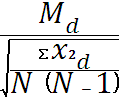 M_d
√(Σx²_d
N (N − 1)